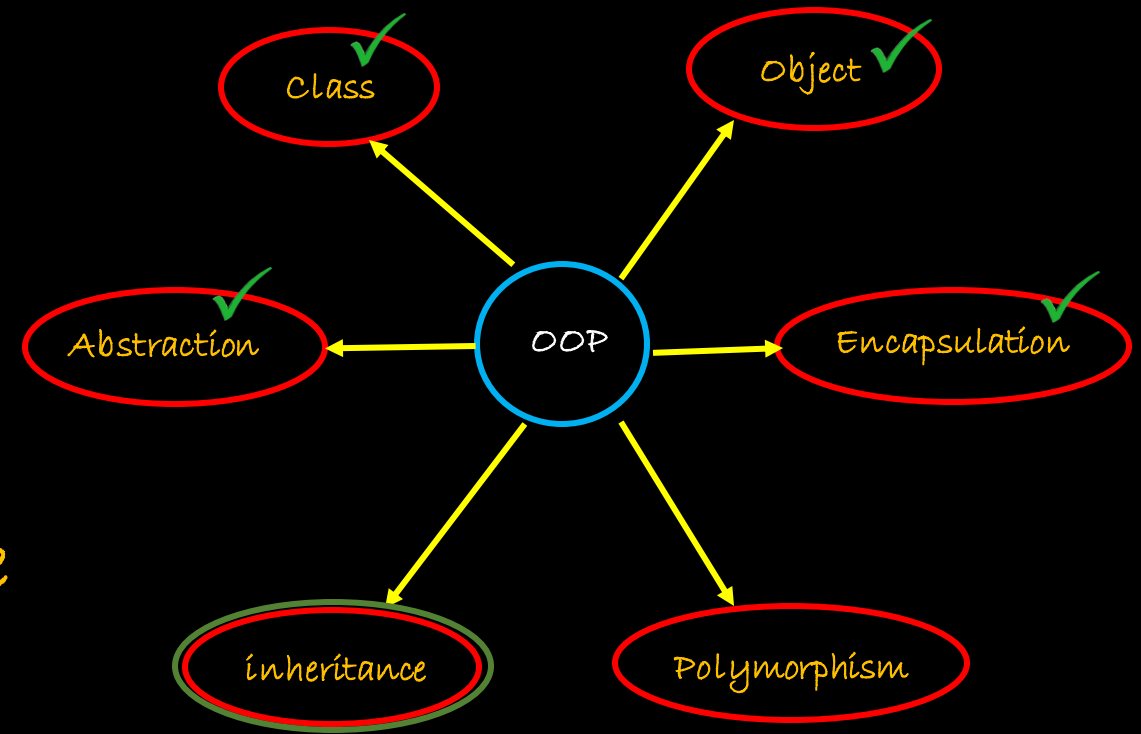 Class
Object
Abstraction
OOP
Encapsulation
inheritance
Polymorphism